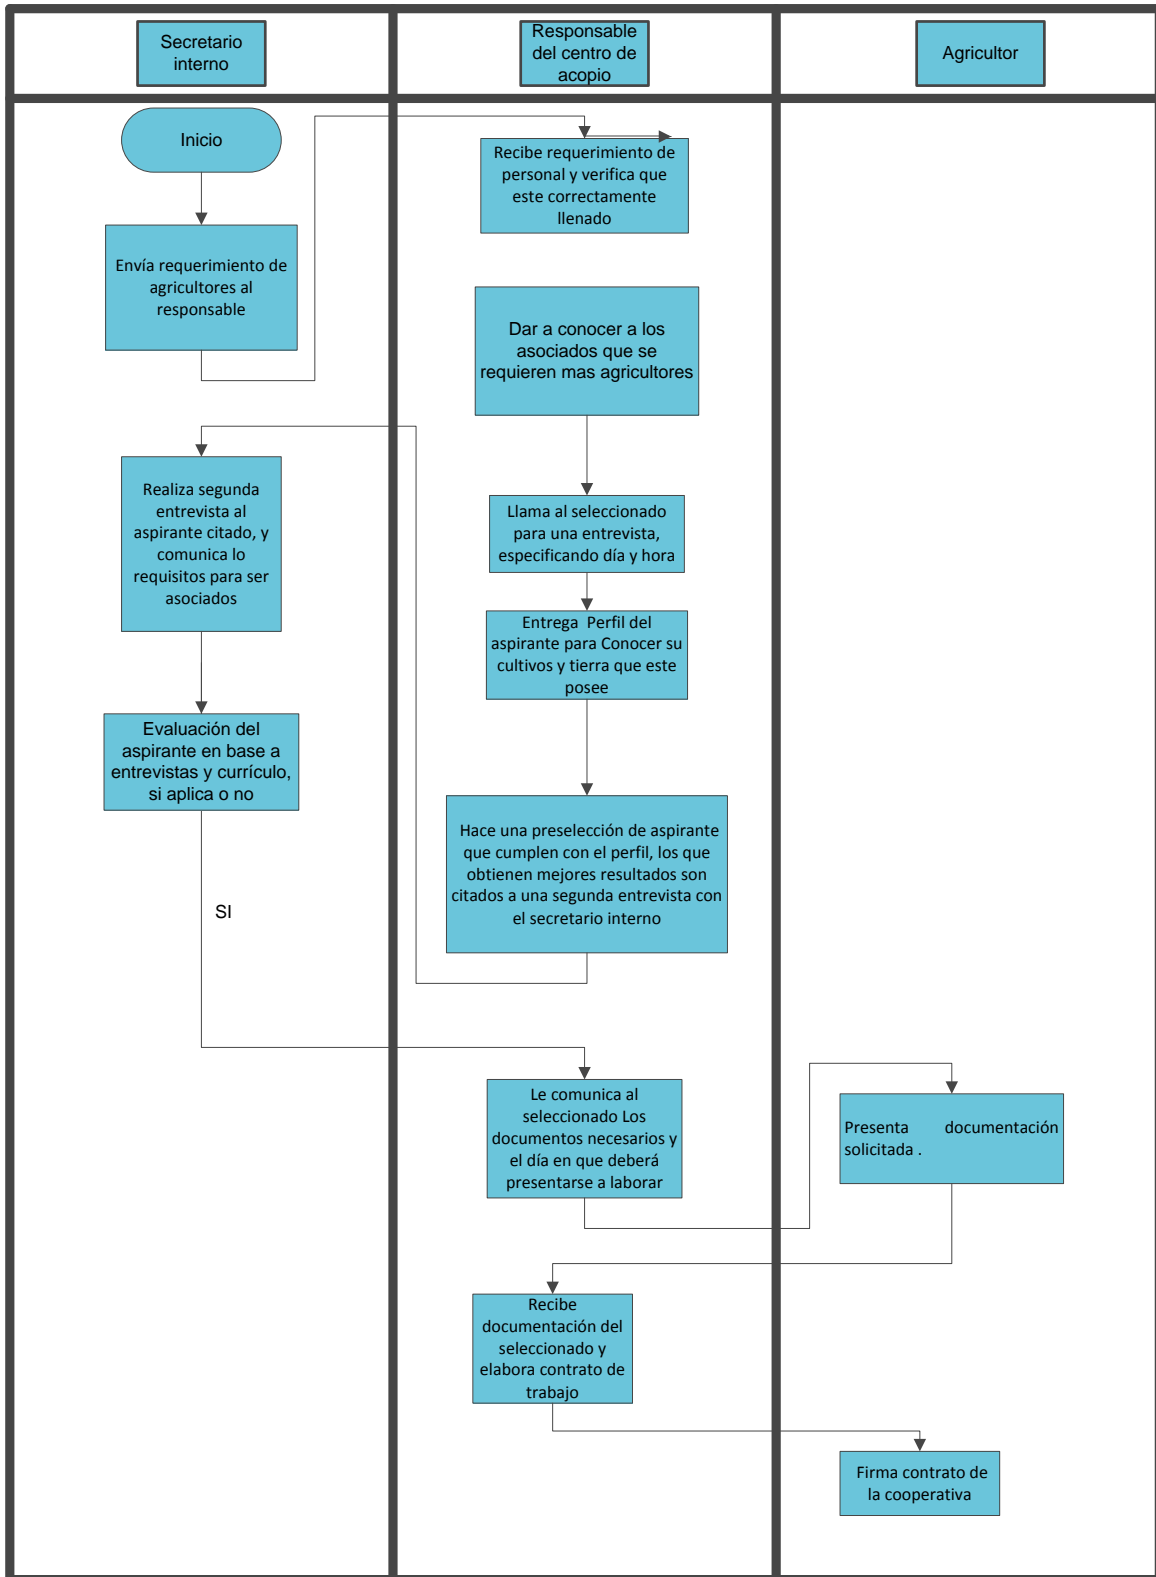 Secretario
interno
Responsable
del centro de
acopio
Agricultor
Inicio
Recibe requerimiento de
personal y verifica que
este correctamente
llenado
Envía requerimiento de
agricultores al
responsable
Dar a conocer a los
asociados que se
requieren mas agricultores
Realiza segunda
entrevista al
aspirante citado, y
comunica lo
requisitos para ser
asociados
Llama al seleccionado
para una entrevista,
especificando día y hora
Entrega Perfil del
aspirante para Conocer su
cultivos y tierra que este
posee
Evaluación del
aspirante en base a
entrevistas y currículo,
si aplica o no
Hace una preselección de aspirante
que cumplen con el perfil, los que
obtienen mejores resultados son
citados a una segunda entrevista con
el secretario interno
SI
Le comunica al
seleccionado Los
documentos necesarios y
el día en que deberá
presentarse a laborar
Presenta documentación
solicitada .
Recibe
documentación del
seleccionado y
elabora contrato de
trabajo
Firma contrato de
la cooperativa